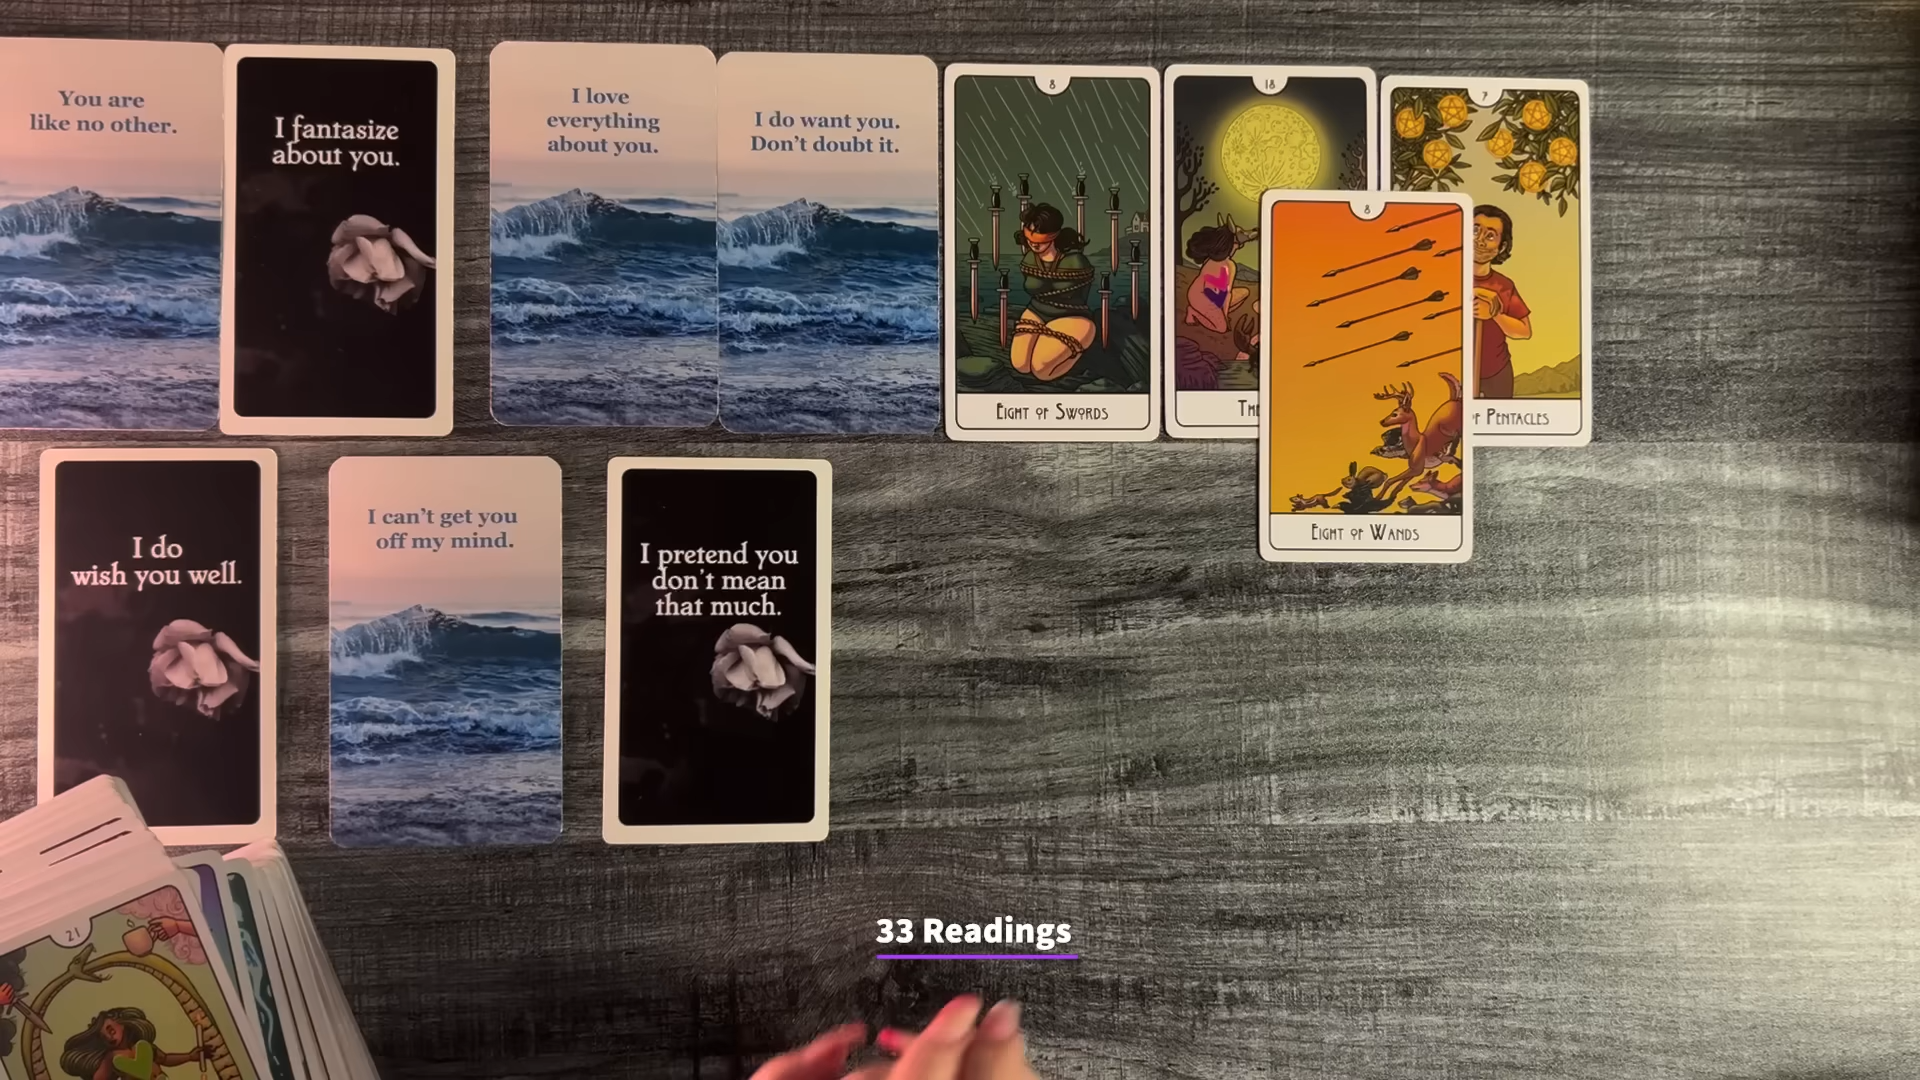 You are
like no other.
I fantasize
about you.
I love
everything
about you.
I do want you.
Don't doubt it.
8
EIGHT OF SWORDS
18
THE
7
OF PENTACLES
8
EIGHT OF WANDS
I do
wish you well.
I can't get you
off my mind.
I pretend you
don't mean
that much.
21
33 Readings